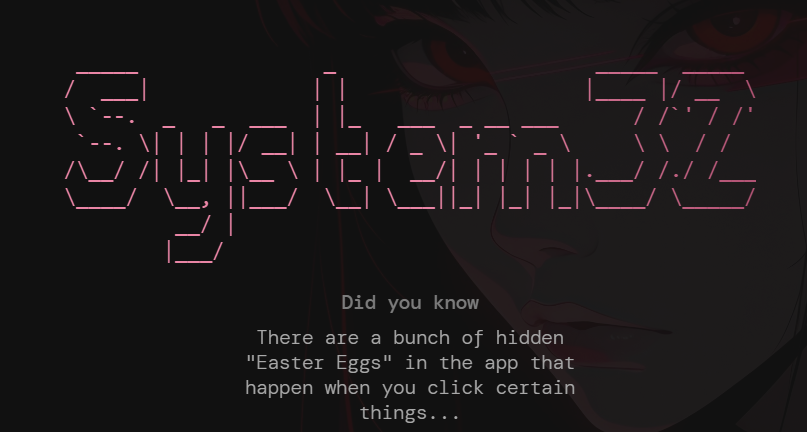 System32
Did you know
There are a bunch of hidden
"Easter Eggs" in the app that
happen when you click certain
things...